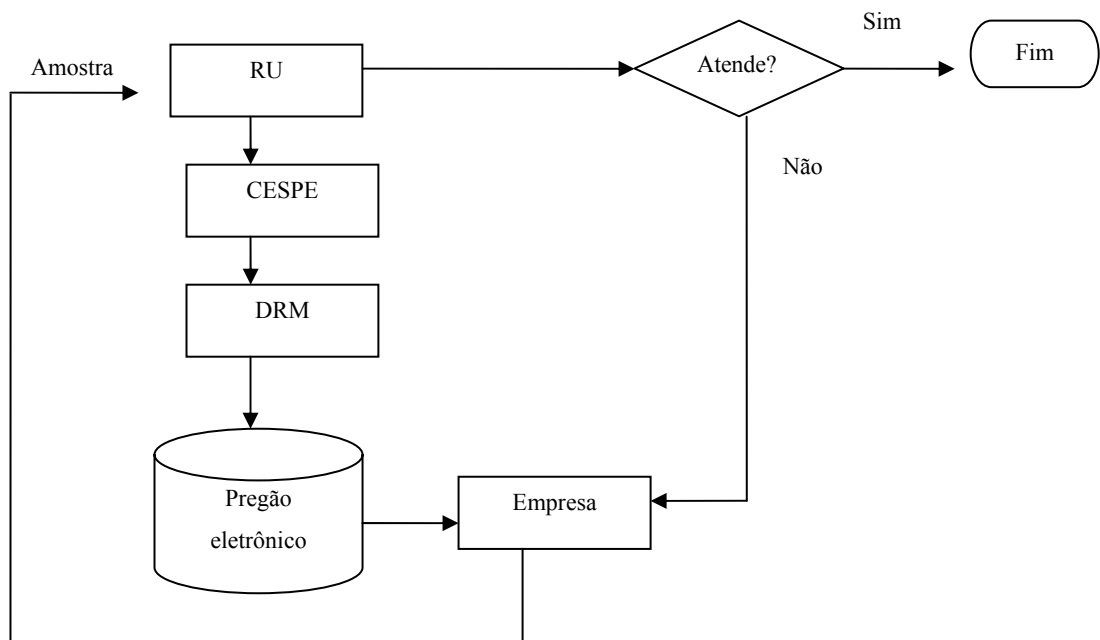 Sim
Amostra
RU
Atende?
Fim
Não
CESPE
DRM
Pregão
eletrônico
Empresa